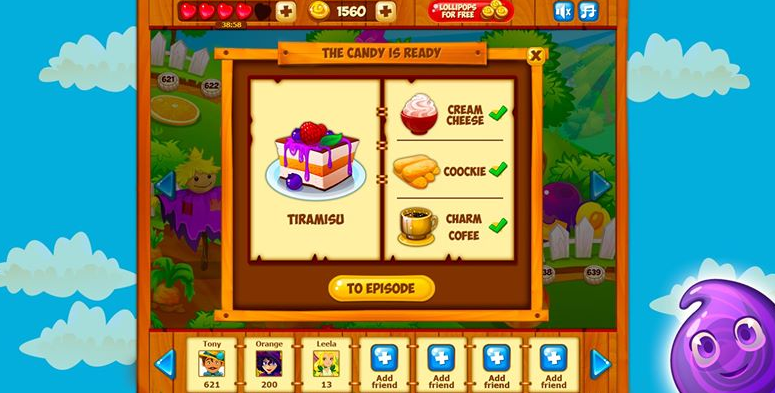 1560
LOLLIPOPS
FOR FREE
38:58
THE CANDY IS READY
X
621
622
CREAM
CHEESE
COOCKIE
TIRAMISU
CHARM
COFEE
38
639
TO EPISODE
Tony
Orange
Leela
621
200
13
Add
friend
Add
friend
Add
friend
Add
friend